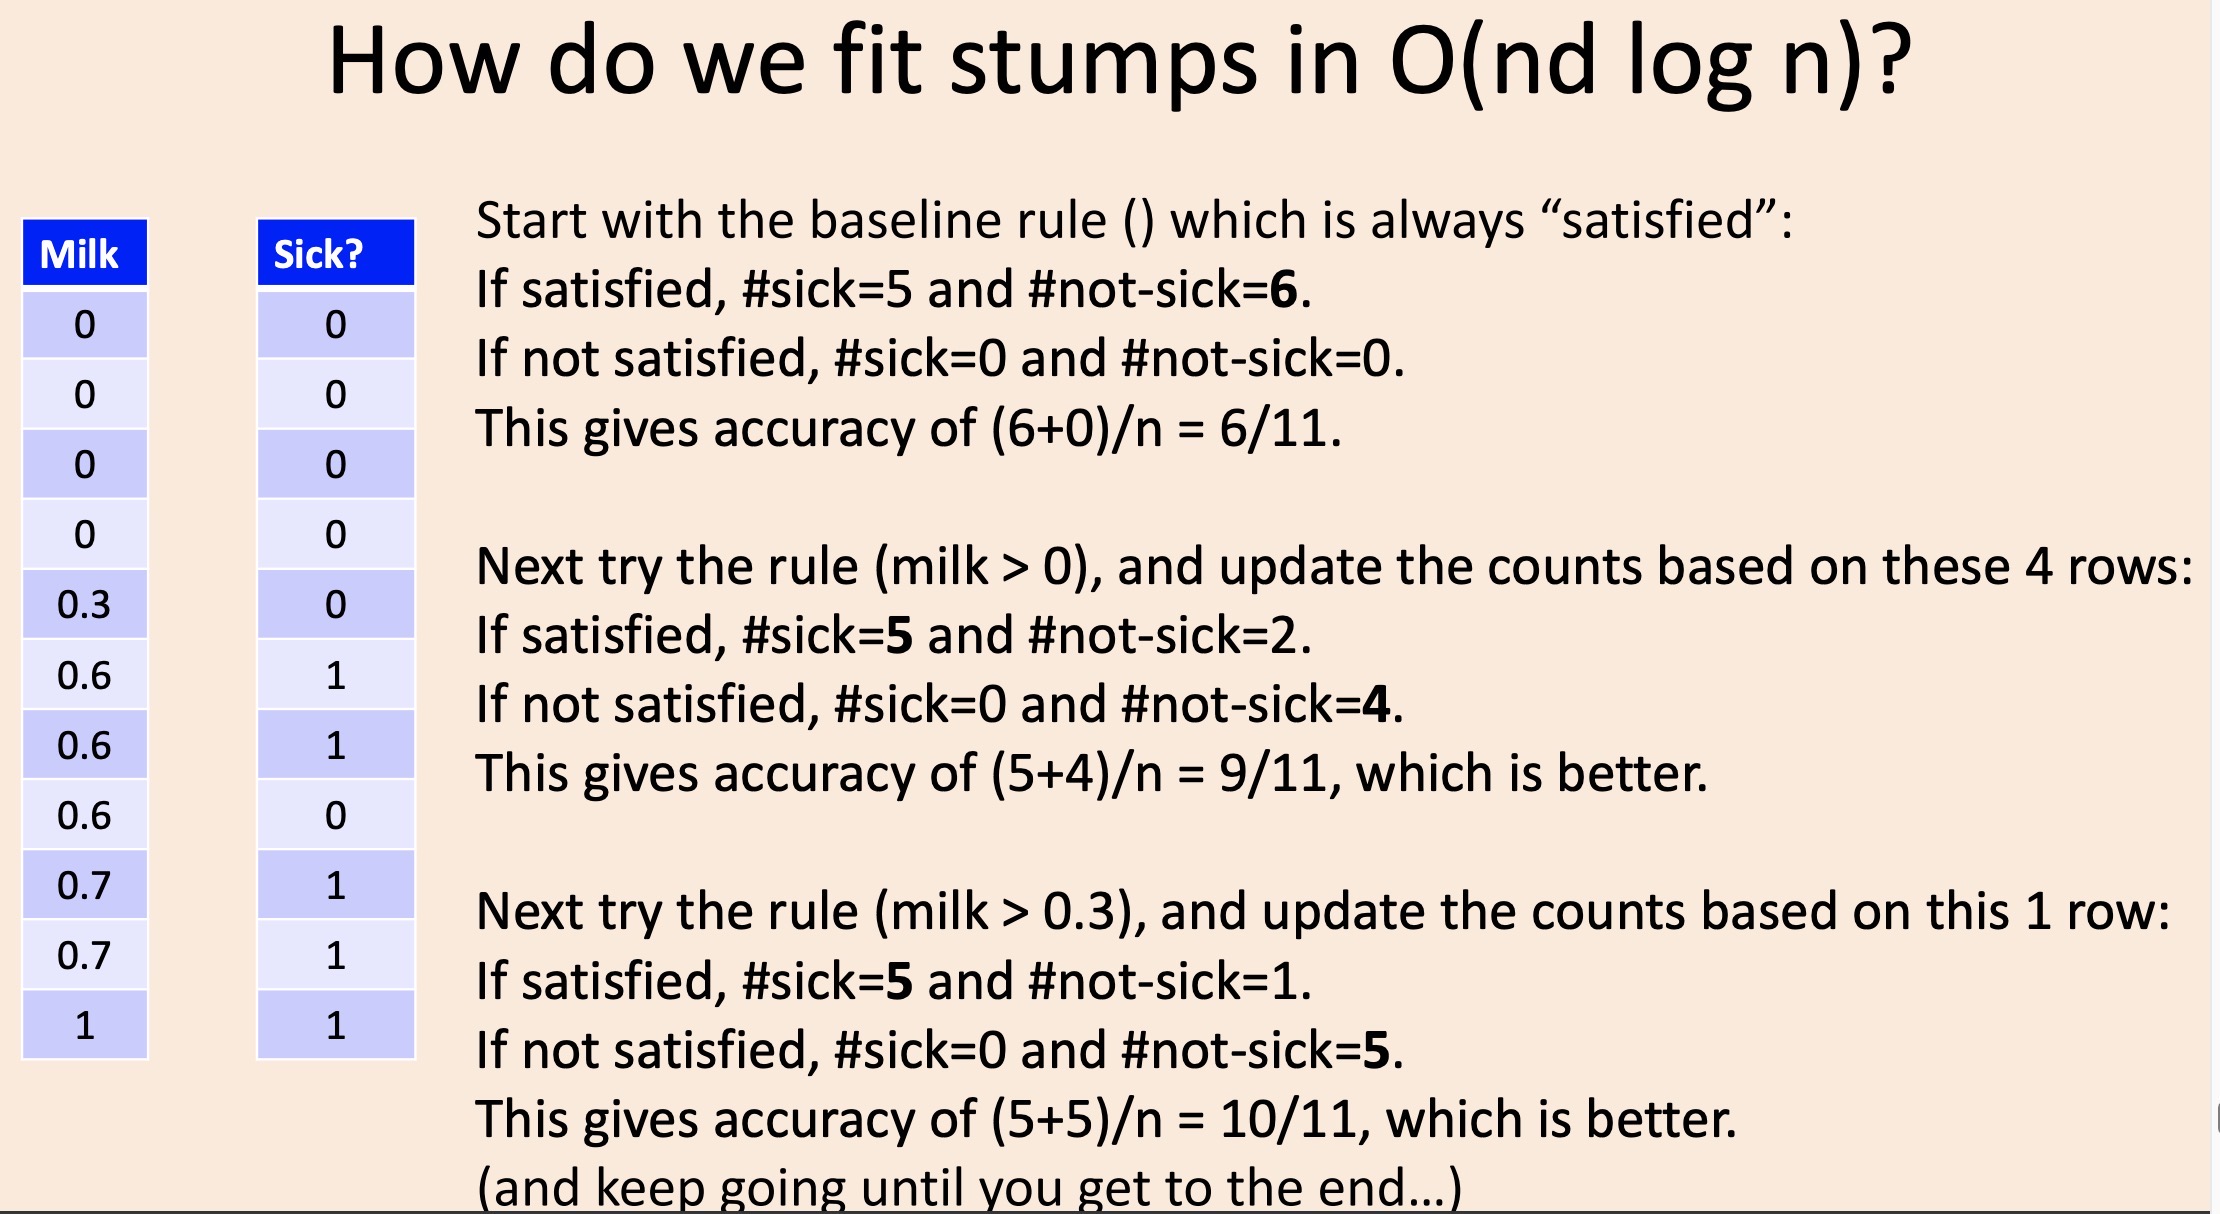 How do we fit stumps in O(nd log n)?
Milk Sick?
0 0
0 0
0 0
0 0
0.3 0
0.6 1
0.6 1
0.6 0
0.7 1
0.7 1
1 1
Start with the baseline rule () which is always “satisfied”:
If satisfied, #sick=5 and #not-sick=6.
If not satisfied, #sick=0 and #not-sick=0.
This gives accuracy of (6+0)/n = 6/11.
Next try the rule (milk > 0), and update the counts based on these 4 rows:
If satisfied, #sick=5 and #not-sick=2.
If not satisfied, #sick=0 and #not-sick=4.
This gives accuracy of (5+4)/n = 9/11, which is better.
Next try the rule (milk > 0.3), and update the counts based on this 1 row:
If satisfied, #sick=5 and #not-sick=1.
If not satisfied, #sick=0 and #not-sick=5.
This gives accuracy of (5+5)/n = 10/11, which is better.
(and keep going until you get to the end…)